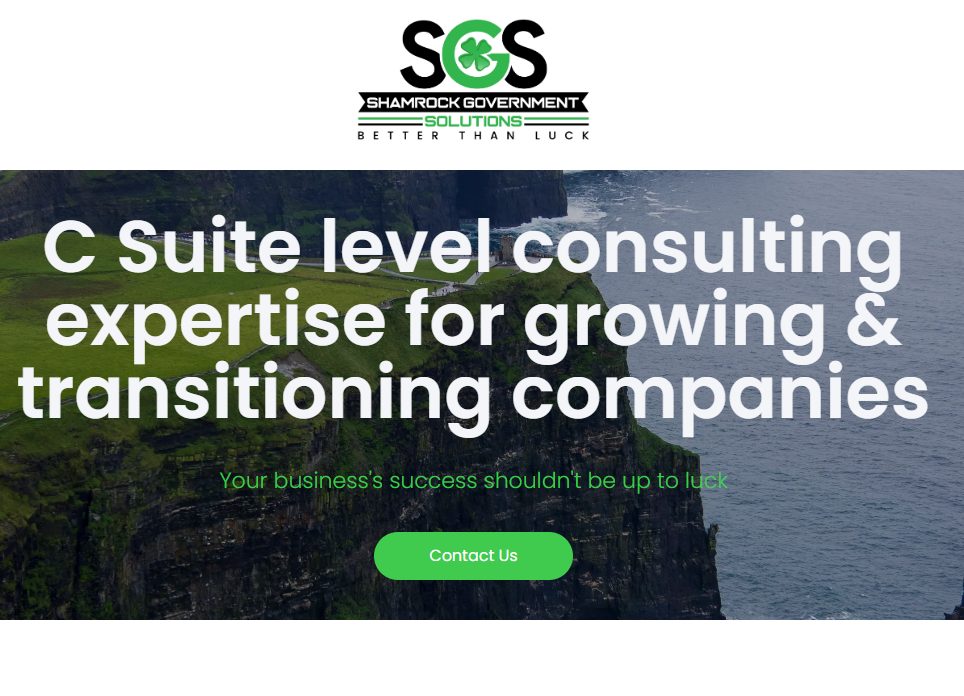 SGS
SHAMROCK GOVERNMENT
SOLUTIONS
BETTER THAN LUCK
C Suite level consulting
expertise for growing &
transitioning companies
Your business's success shouldn't be up to luck
Contact Us